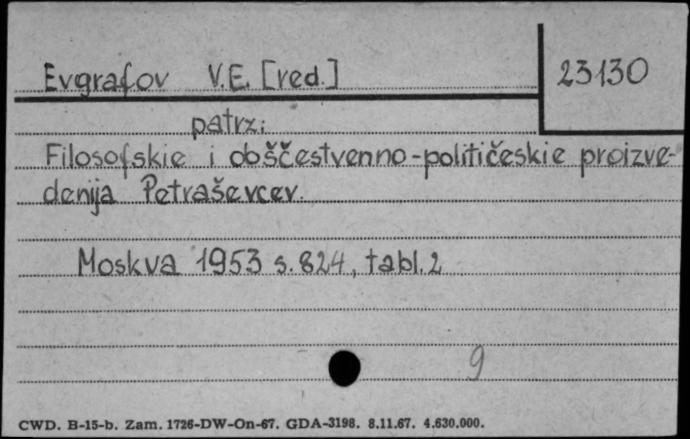 Evgrafov V.E. [red.] 23130
patrz:
Filosofskie i obščestvenno-političeskie proizve-
denija Petraševcev.
Moskva 1953 s. 824, tabl. 2
9
CWD. B-15-b. Zam. 1726-DW-On-67. GDA-3198. 8.11.67. 4.630.000.